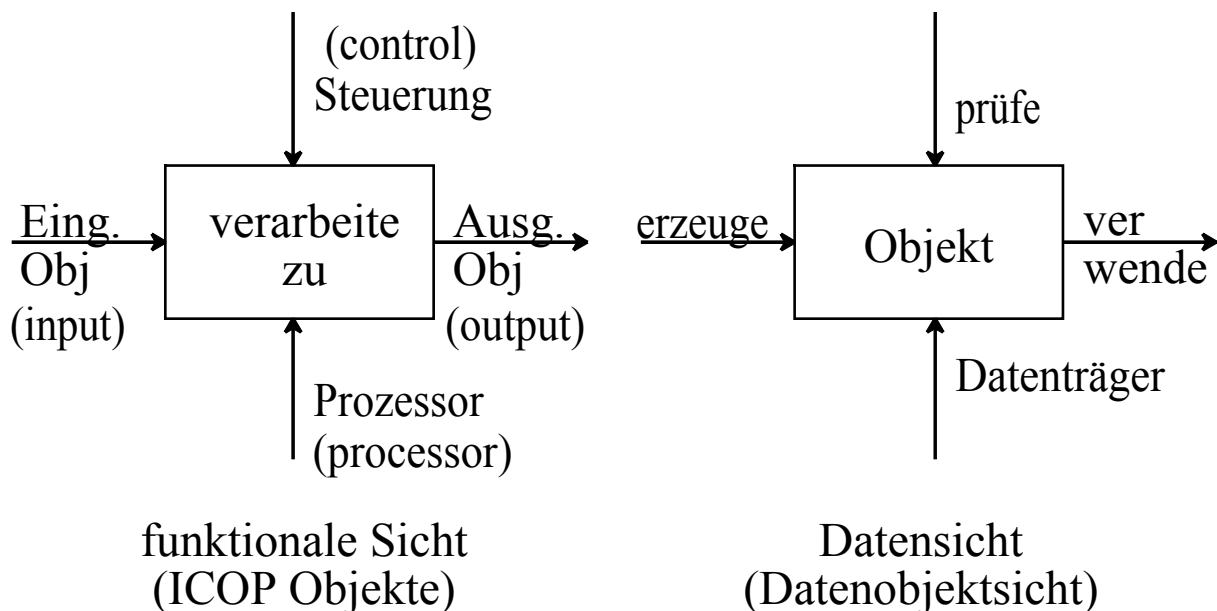 (control)
Steuerung
Eing.
Obj
(input)
verarbeite
zu
Ausg.
Obj
(output)
Prozessor
(processor)
funktionale Sicht
(ICOP Objekte)
prüfe
erzeuge
Objekt
ver
wende
Datenträger
Datensicht
(Datenobjektsicht)